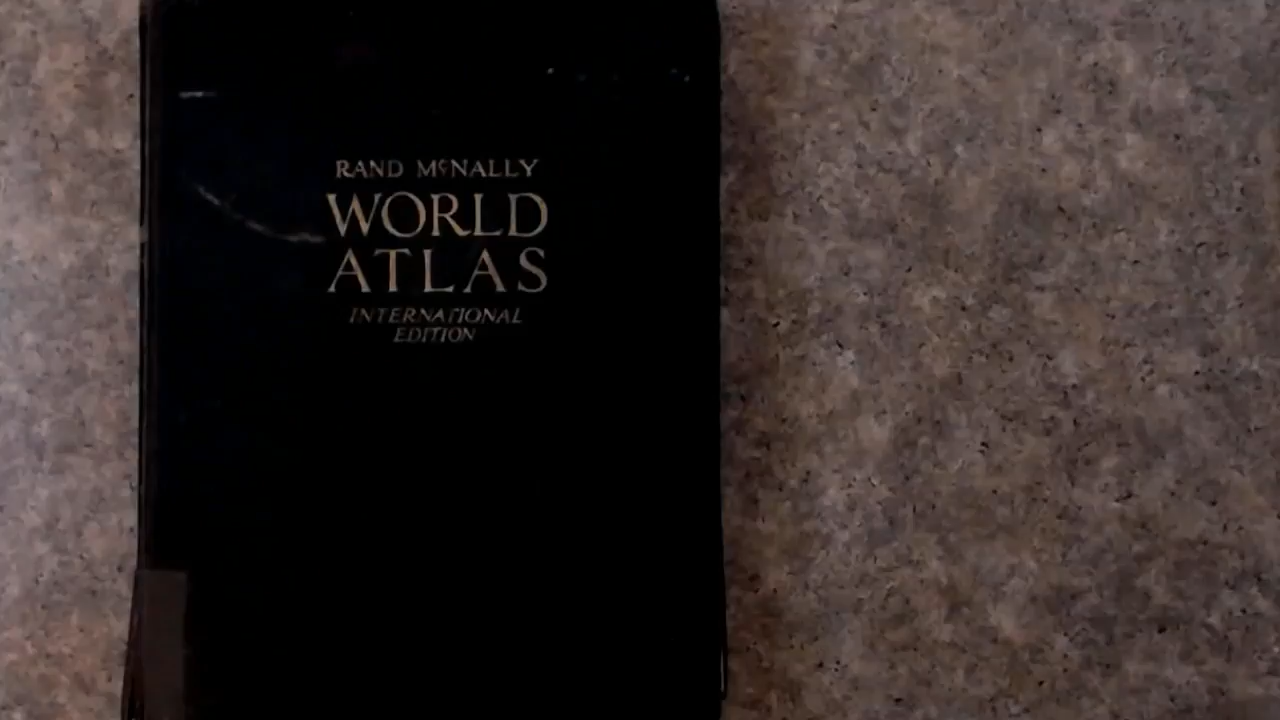 RAND McNALLY
WORLD
ATLAS
INTERNATIONAL
EDITION